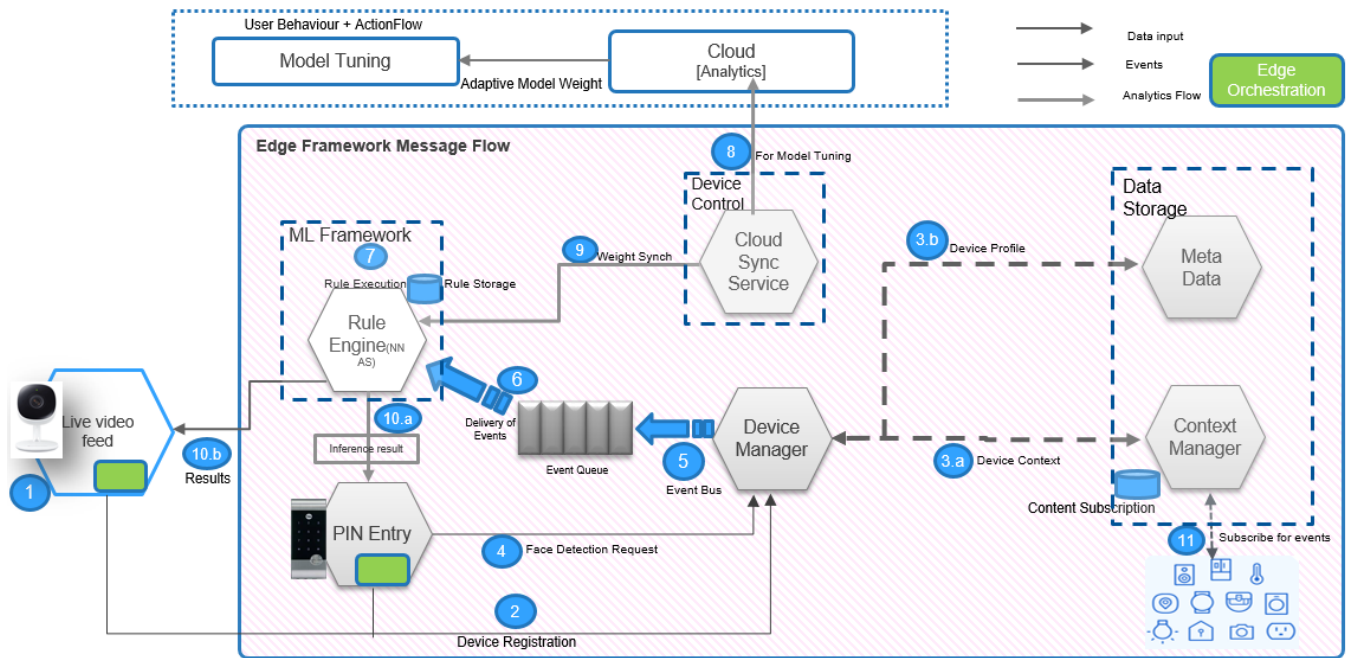 User Behaviour + ActionFlow
Model Tuning
Adaptive Model Weight
Cloud
[Analytics]
Data input
Events
Analytics Flow
Edge
Orchestration
Edge Framework Message Flow
8
For Model Tuning
Device
Control
Cloud
Sync
Service
9
Weight Synch
ML Framework
7
Rule Execution
Rule Storage
Rule
Engine(NN
AS)
3.b
Device Profile
Data
Storage
Meta
Data
Live video
feed
1
10.b
Results
10.a
Inference result
6
Delivery of
Events
Event Queue
5
Event Bus
Device
Manager
3.a
Device Context
Context
Manager
Content Subscription
PIN Entry
4
Face Detection Request
11
Subscribe for events
2
Device Registration